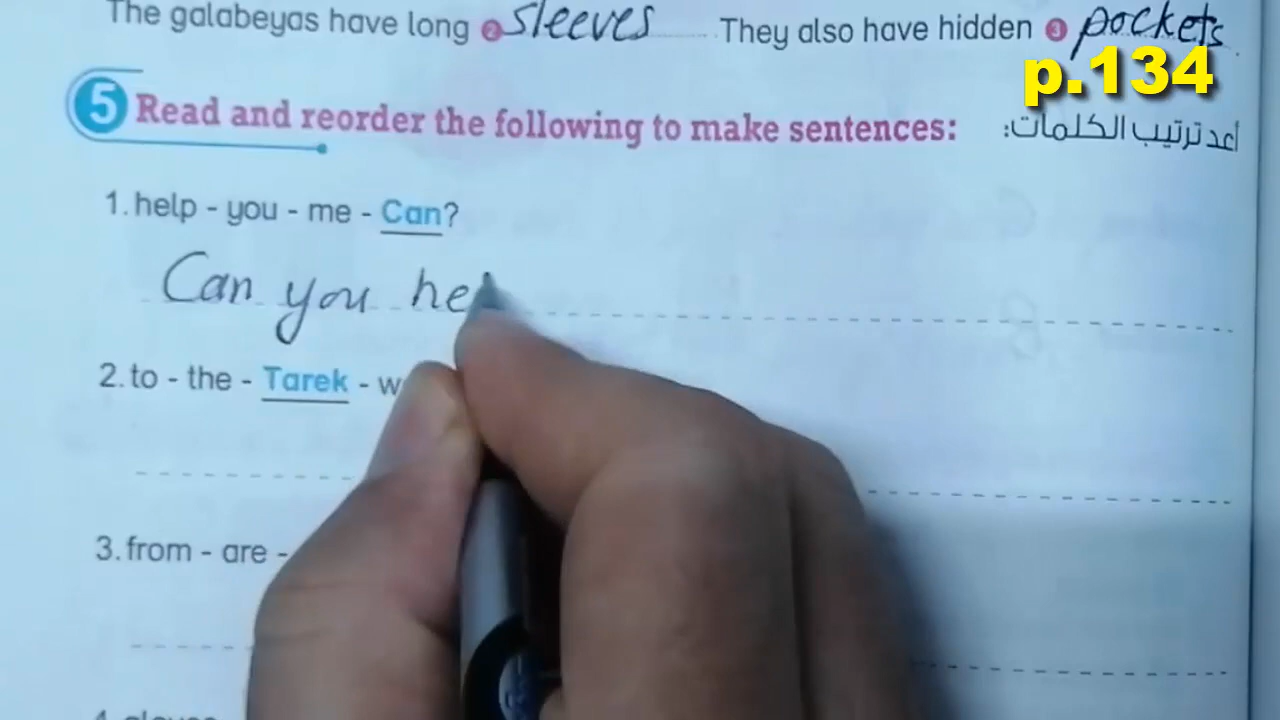 The galabeyas have long 2 sleeves They also have hidden 3 pockets.
p.134
5 Read and reorder the following to make sentences: أعد ترتيب الكلمات:
1. help - you - me - Can?
Can you he
2. to - the - Tarek - w
3. from - are -